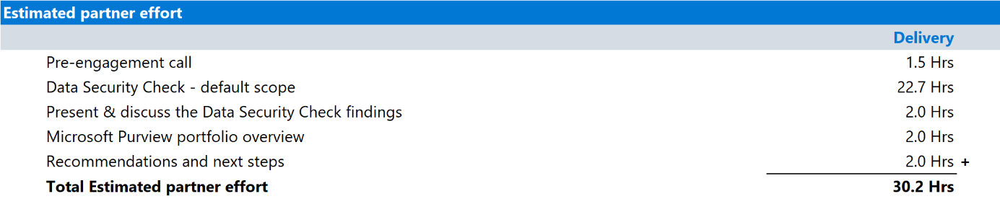 Estimated partner effort
Delivery
Pre-engagement call 1.5 Hrs
Data Security Check - default scope 22.7 Hrs
Present & discuss the Data Security Check findings 2.0 Hrs
Microsoft Purview portfolio overview 2.0 Hrs
Recommendations and next steps 2.0 Hrs +
Total Estimated partner effort 30.2 Hrs